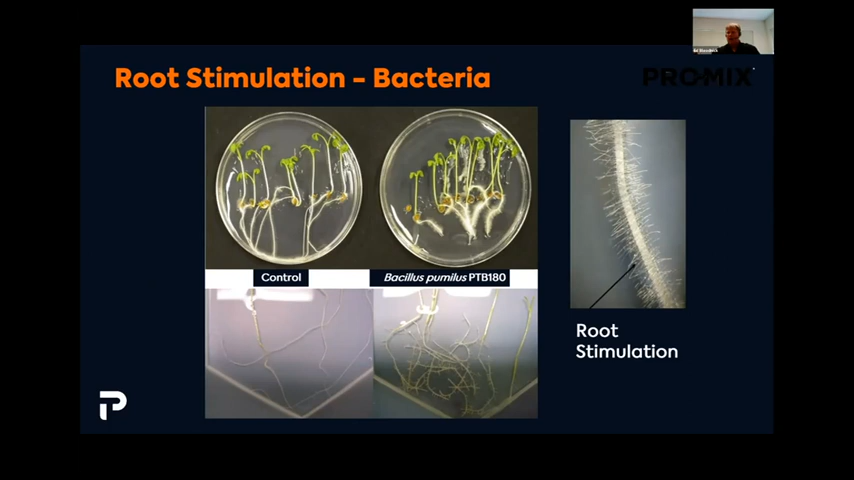 Root Stimulation - Bacteria
PRO-MIX
Control
Bacillus pumilus PTB180
Root
Stimulation